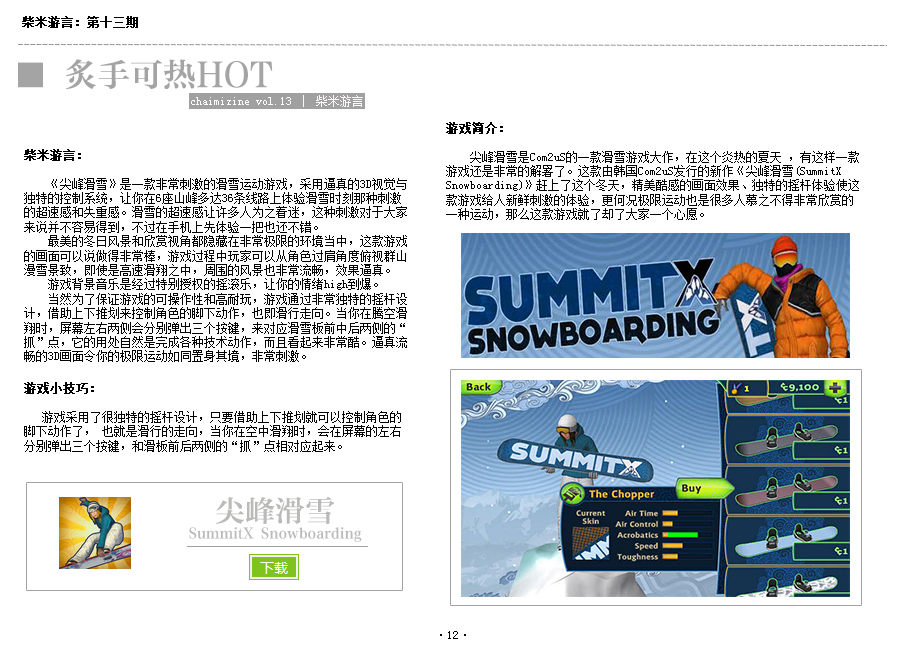 柴米游言：第十三期
炙手可热HOT
chaimizine vol.13 | 柴米游言
柴米游言：
《尖峰滑雪》是一款非常刺激的滑雪运动游戏，采用逼真的3D视觉与
独特的控制系统，让你在6座山峰多达36条线路上体验滑雪时刻那种刺激
的超速感和失重感。滑雪的超速感让许多人为之着迷，这种刺激对于大家
来说并不容易得到，不过在手机上先体验一把也还不错。
最美的冬日风景和欣赏视角都隐藏在非常极限的环境当中，这款游戏
的画面可以说做得非常棒，游戏过程中玩家可以从角色过肩角度俯视群山
漫雪景致，即使是高速滑翔之中，周围的风景也非常流畅，效果逼真。
游戏背景音乐是经过特别授权的摇滚乐，让你的情绪high到爆。
当然为了保证游戏的可操作性和高耐玩，游戏通过非常独特的摇杆设
计，借助上下推划来控制角色的脚下动作，也即滑行走向。当你在腾空滑
翔时，屏幕左右两侧会分别弹出三个按键，来对应滑雪板前中后两侧的“
抓”点，它的用处自然是完成各种技术动作，而且看起来非常酷。逼真流
畅的3D画面令你的极限运动如同置身其境，非常刺激。
游戏小技巧：
游戏采用了很独特的摇杆设计，只要借助上下推划就可以控制角色的
脚下动作了， 也就是滑行的走向，当你在空中滑翔时，会在屏幕的左右
分别弹出三个按键，和滑板前后两侧的“抓”点相对应起来。
尖峰滑雪
SummitX Snowboarding
下载
游戏简介：
尖峰滑雪是Com2uS的一款滑雪游戏大作，在这个炎热的夏天 ，有这样一款
游戏还是非常的解暑了。这款由韩国Com2uS发行的新作《尖峰滑雪(SummitX
Snowboarding)》赶上了这个冬天，精美酷感的画面效果、独特的摇杆体验使这
款游戏给人新鲜刺激的体验，更何况极限运动也是很多人慕之不得非常欣赏的
一种运动，那么这款游戏就了却了大家一个心愿。
SUMMITX
SNOWBOARDING
Back
1
9,100
SUMMITX
The Chopper
Buy
Current
Skin
Air Time
Air Control
Acrobatics
Speed
Toughness
1
1
1
1
·12·